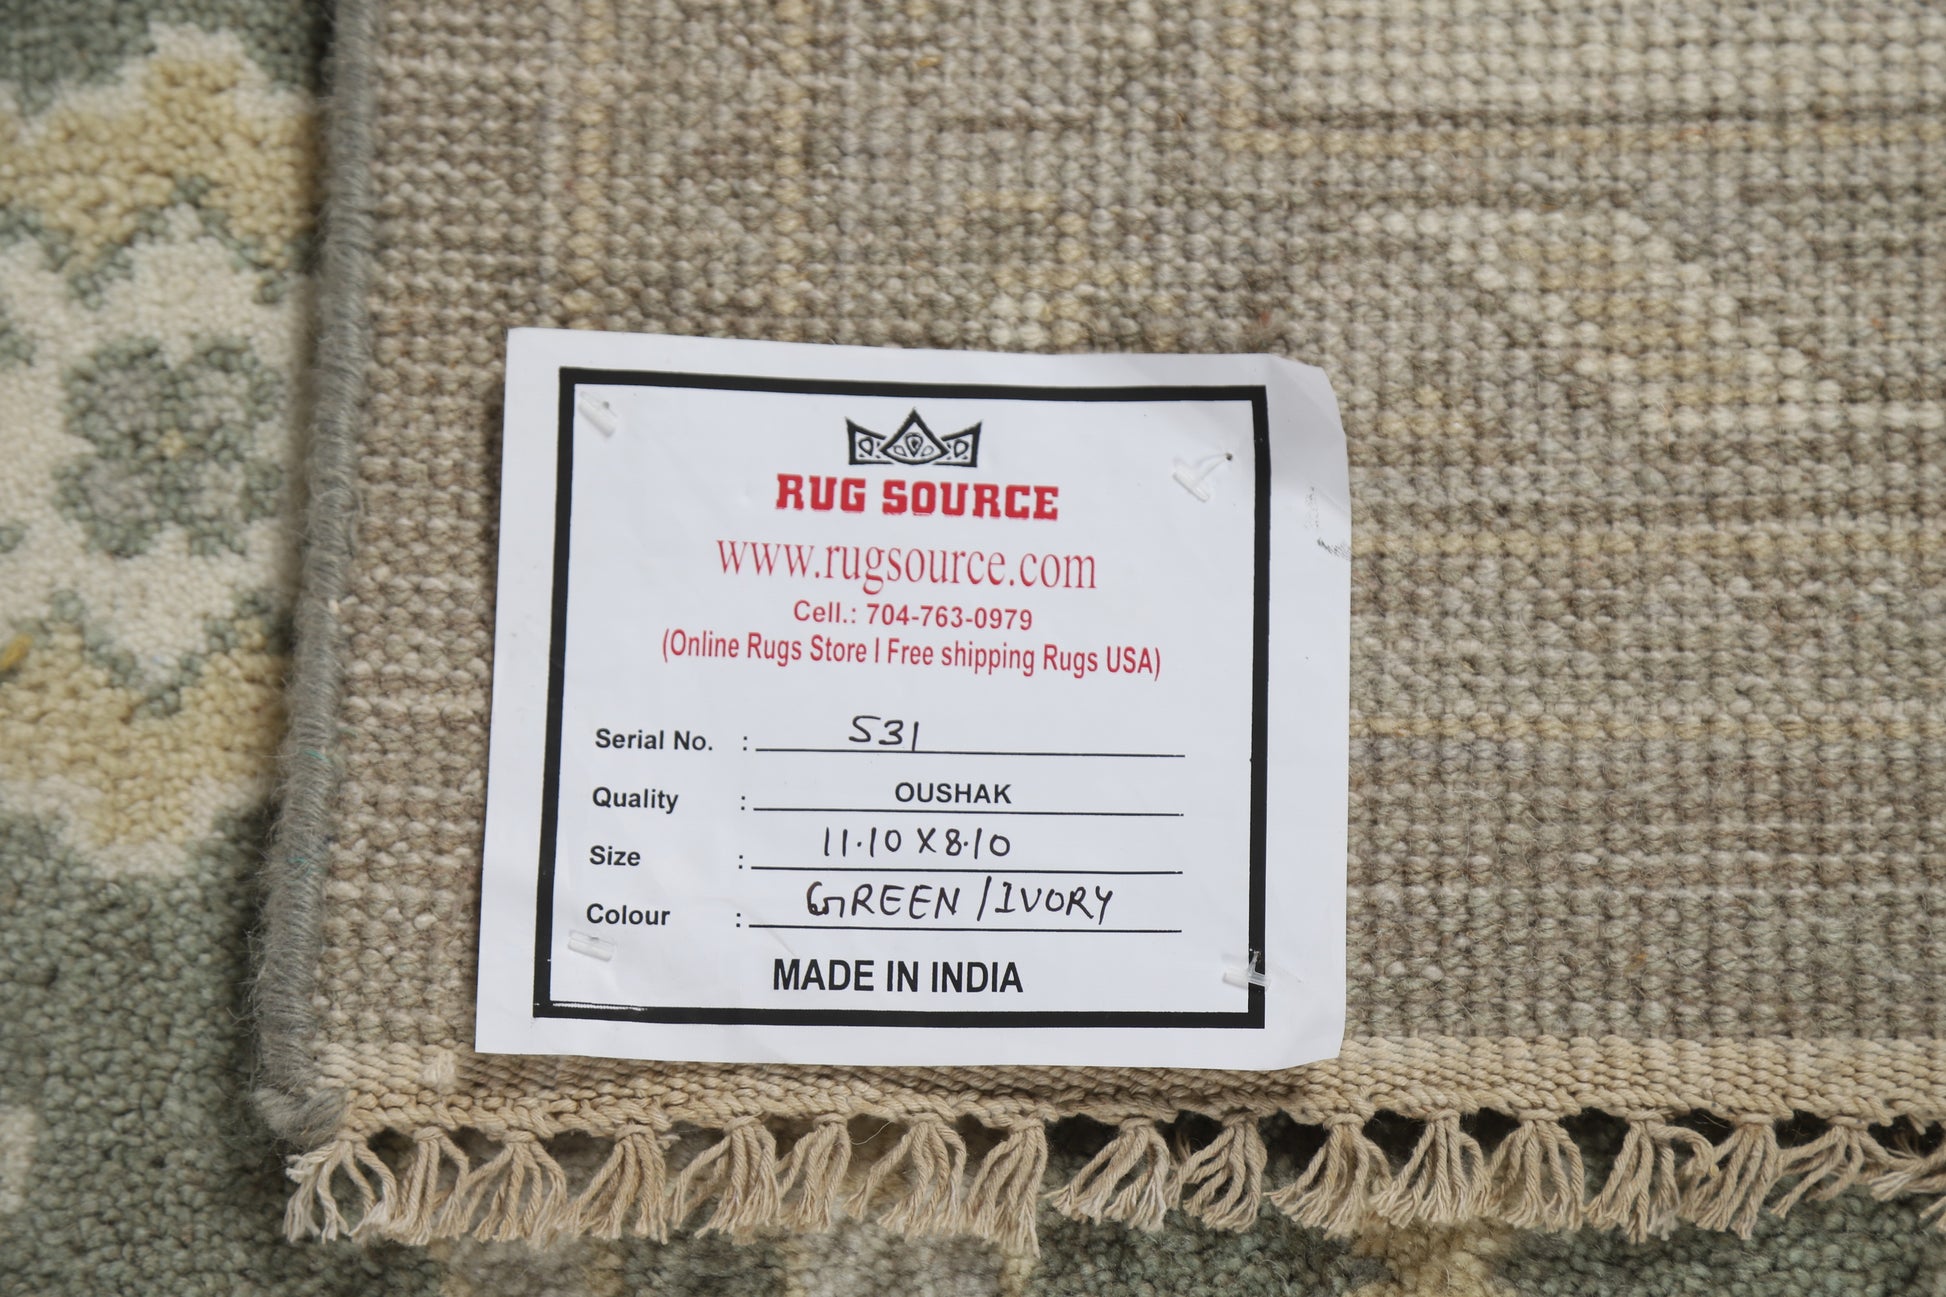 RUG SOURCE
www.rugsource.com
Cell.: 704-763-0979
(Online Rugs Store I Free shipping Rugs USA)
Serial No. : 531
Quality : OUSHAK
Size : 11.10 X 8.10
Colour : GREEN / IVORY
MADE IN INDIA